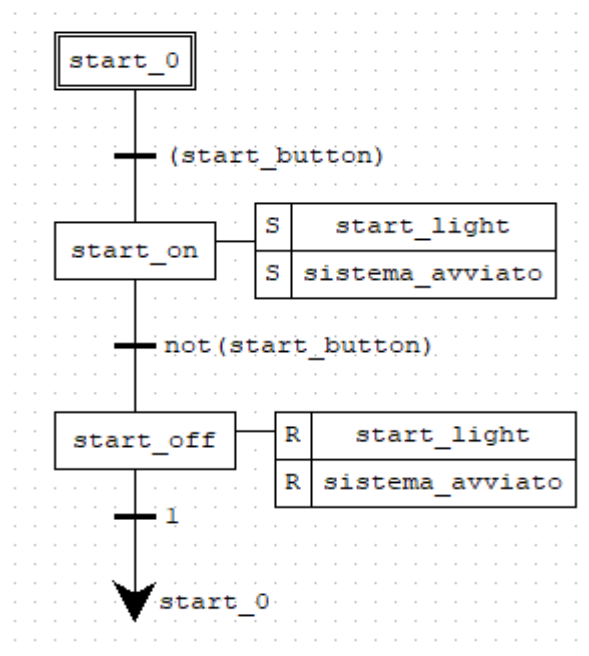 start_0
(start_button)
start_on
S start_light
S sistema_avviato
not(start_button)
start_off
R start_light
R sistema_avviato
1
start_0